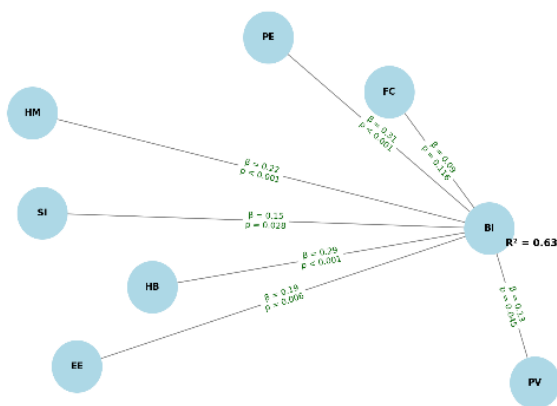 PE
FC
HM
β = 0.31
p < 0.001
β = 0.09
p = 0.116
β = 0.22
p < 0.001
SI
β = 0.15
p = 0.028
BI
R² = 0.63
HB
β = 0.29
p < 0.001
β = 0.19
p = 0.006
EE
β = 0.13
p = 0.045
PV